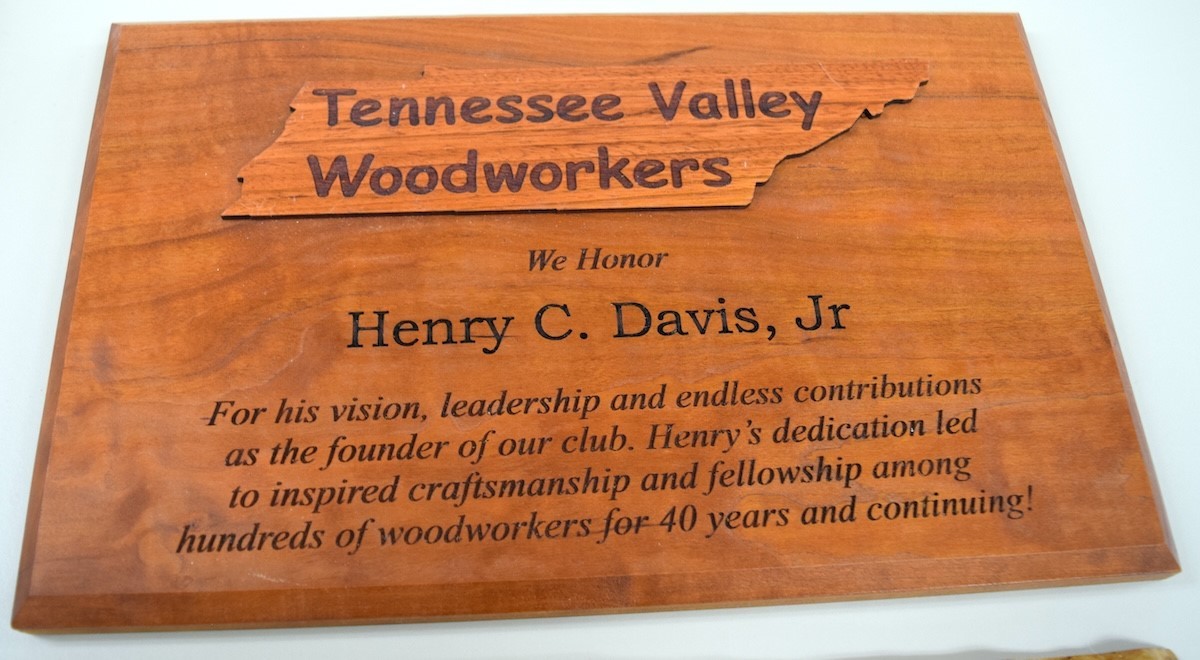 Tennessee Valley
Woodworkers
We Honor
Henry C. Davis, Jr
For his vision, leadership and endless contributions
as the founder of our club. Henry's dedication led
to inspired craftsmanship and fellowship among
hundreds of woodworkers for 40 years and continuing!